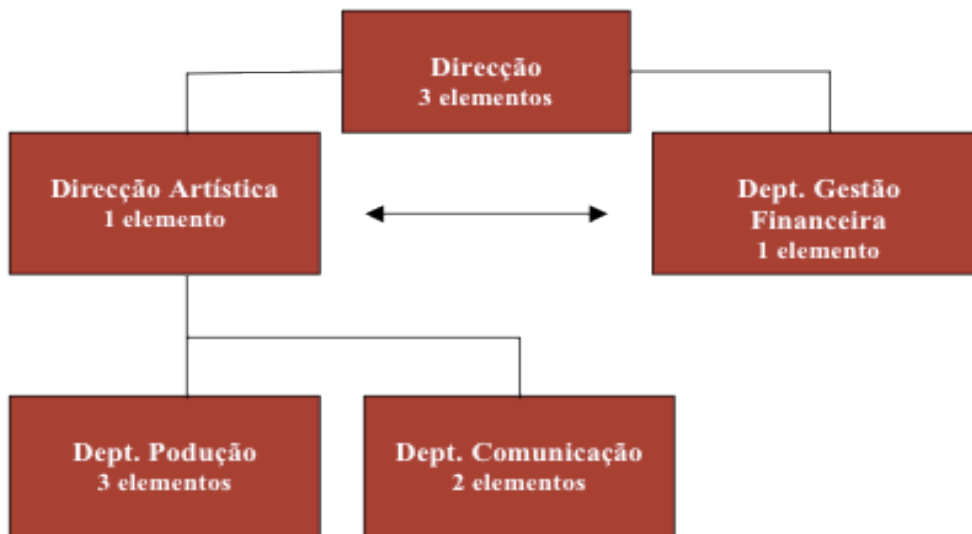 Direcção
3 elementos
Direcção Artística
1 elemento
Dept. Gestão
Financeira
1 elemento
Dept. Podução
3 elementos
Dept. Comunicação
2 elementos